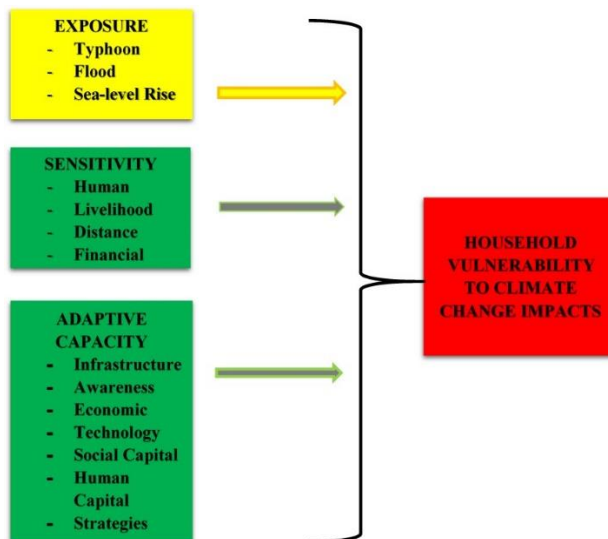 EXPOSURE
- Typhoon
- Flood
- Sea-level Rise
SENSITIVITY
- Human
- Livelihood
- Distance
- Financial
ADAPTIVE
CAPACITY
- Infrastructure
- Awareness
- Economic
- Technology
- Social Capital
- Human
Capital
- Strategies
HOUSEHOLD
VULNERABILITY
TO CLIMATE
CHANGE IMPACTS